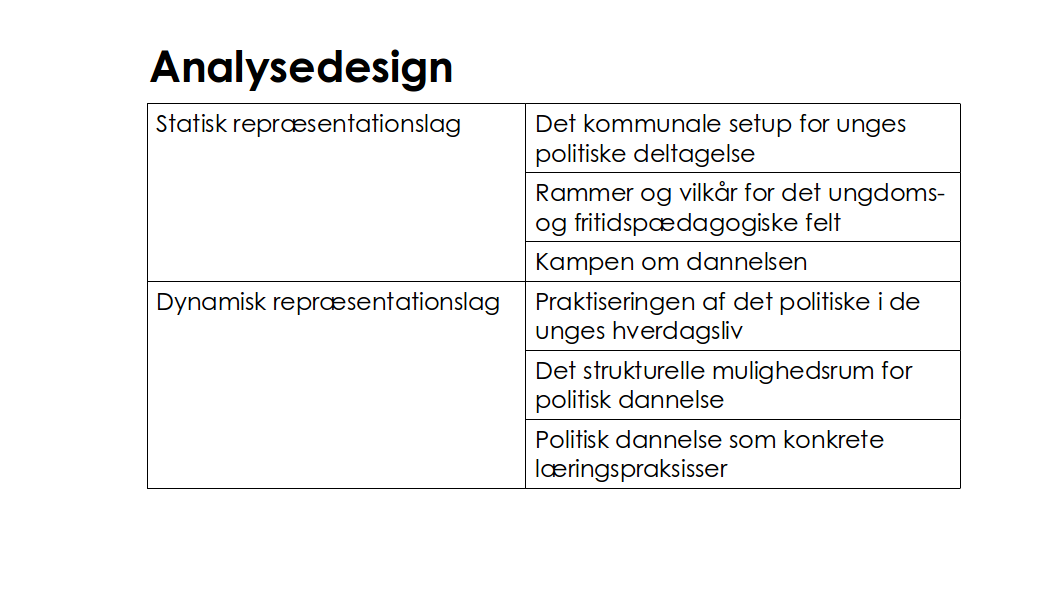 Analysedesign
Statisk repræsentationslag
Det kommunale setup for unges
politiske deltagelse
Rammer og vilkår for det ungdoms-
og fritidspædagogiske felt
Kampen om dannelsen
Dynamisk repræsentationslag
Praktiseringen af det politiske i de
unges hverdagsliv
Det strukturelle mulighedsrum for
politisk dannelse
Politisk dannelse som konkrete
læringspraksisser